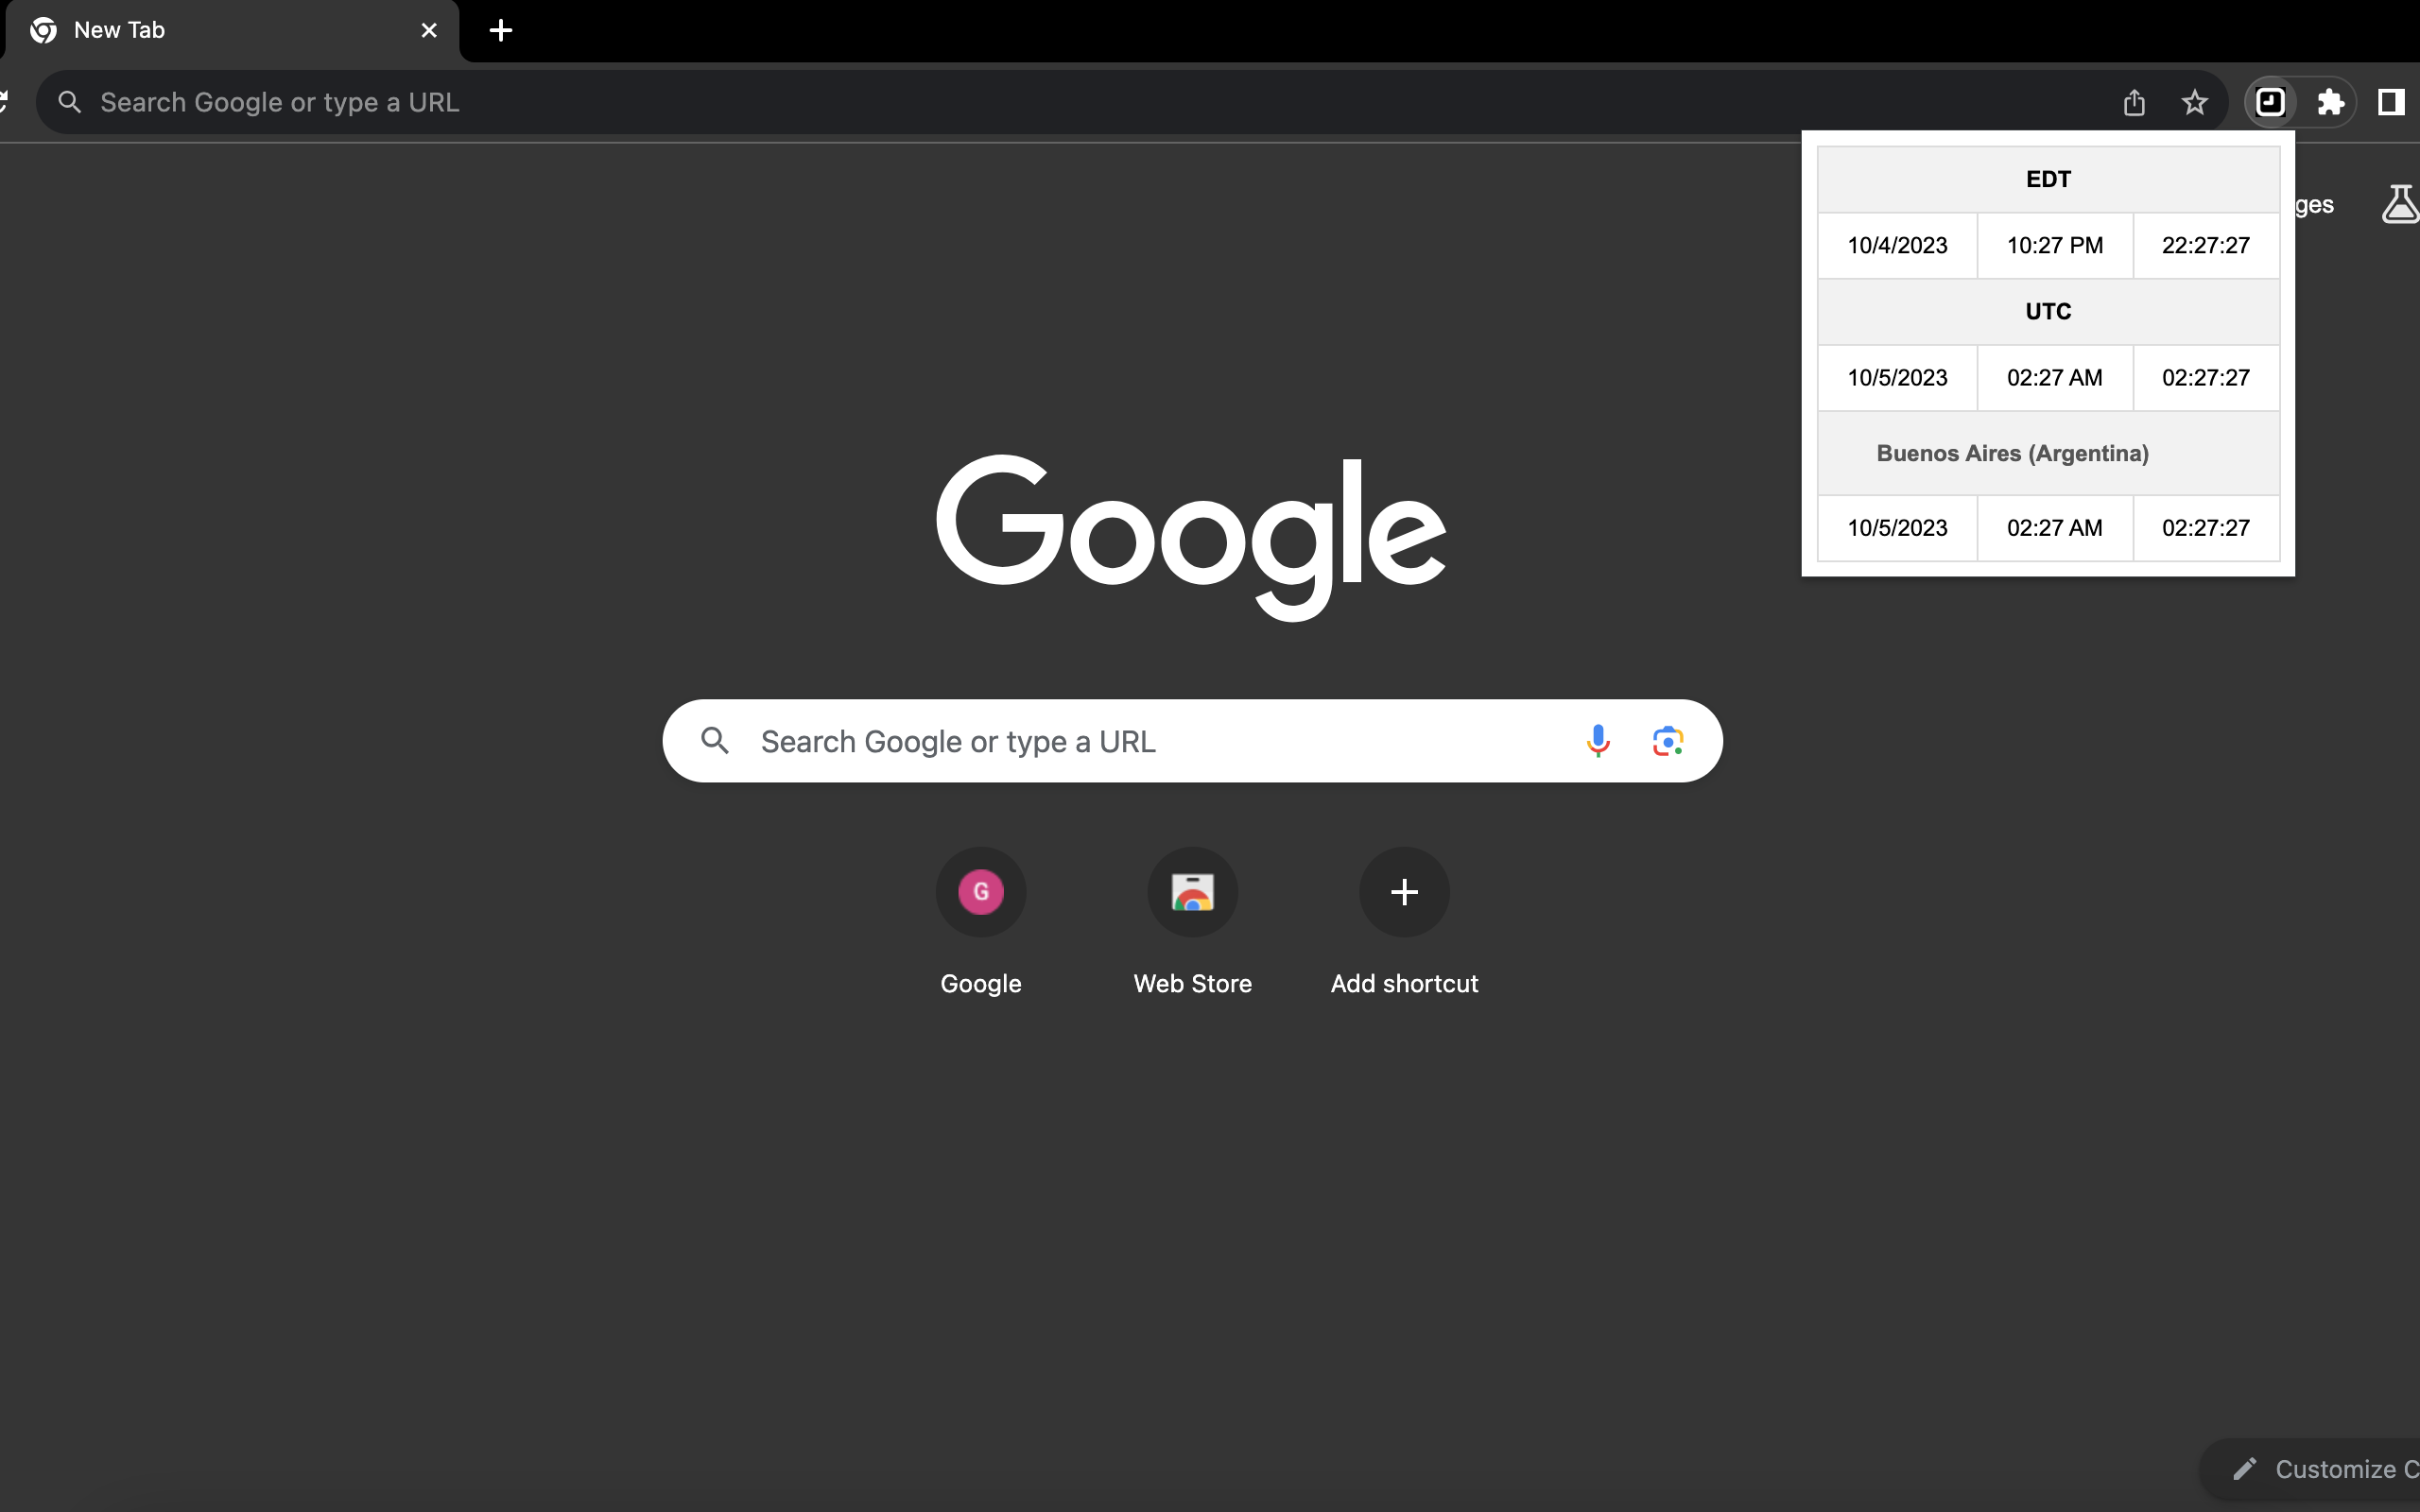 New Tab
Search Google or type a URL
EDT
10/4/2023 10:27 PM 22:27:27
UTC
10/5/2023 02:27 AM 02:27:27
Buenos Aires (Argentina)
10/5/2023 02:27 AM 02:27:27
ges
Google
Search Google or type a URL
G
Google Web Store Add shortcut
Customize C